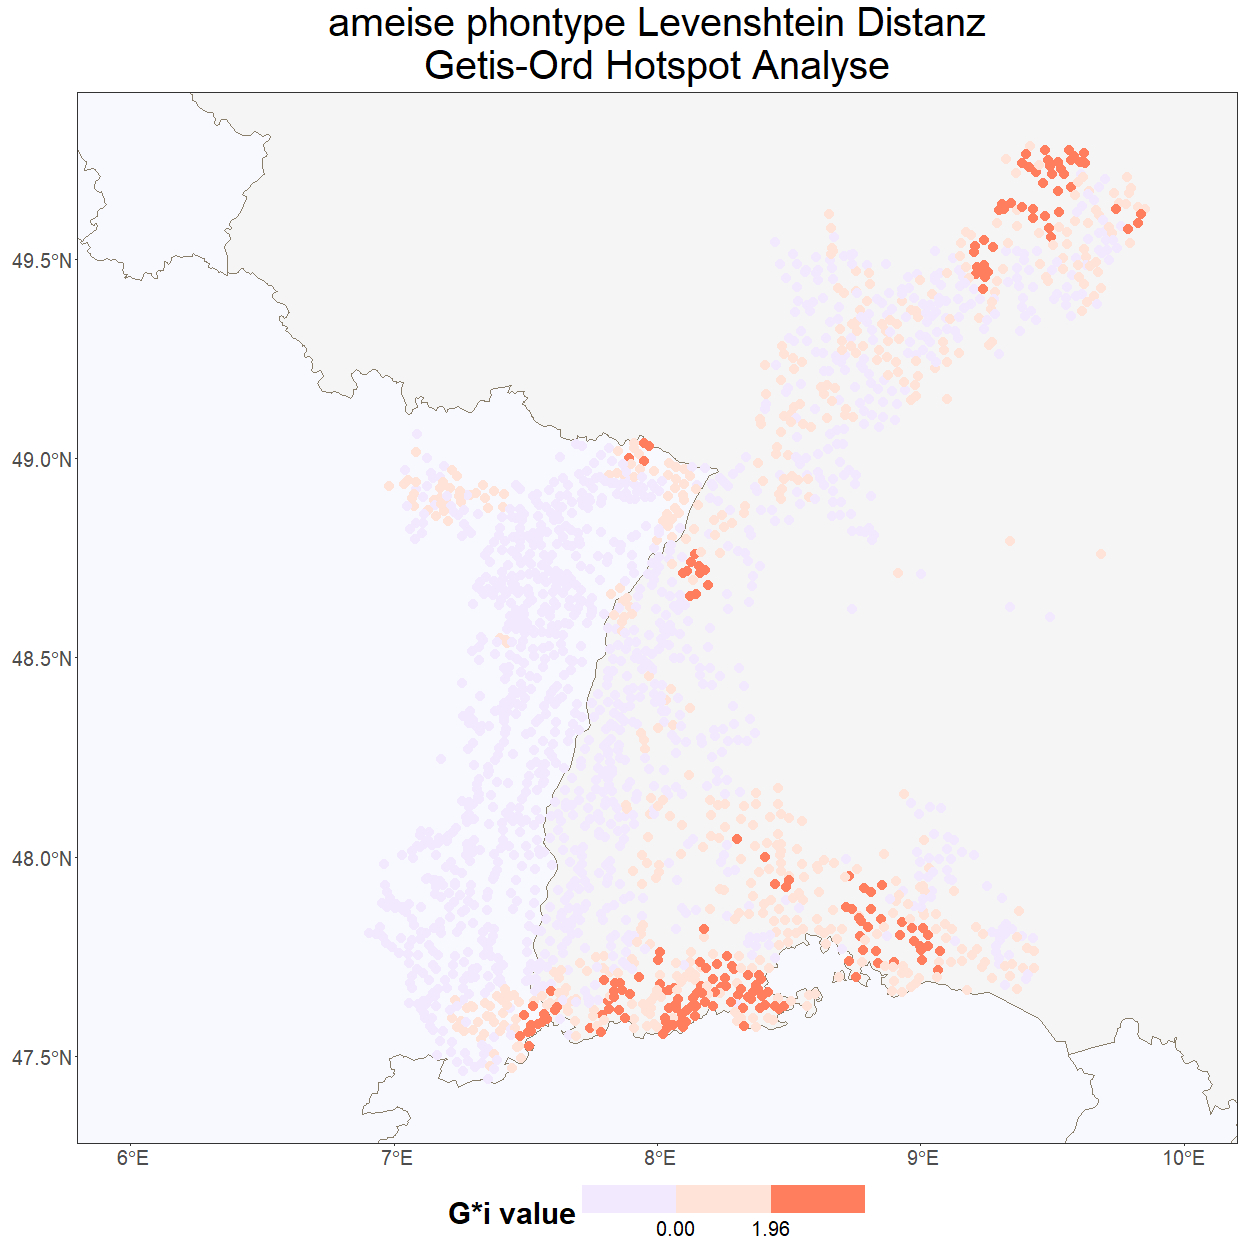 ameise phontype Levenshtein Distanz
Getis-Ord Hotspot Analyse
49.5°N
49.0°N
48.5°N
48.0°N
47.5°N
6°E 7°E 8°E 9°E 10°E
G*i value
0.00 1.96